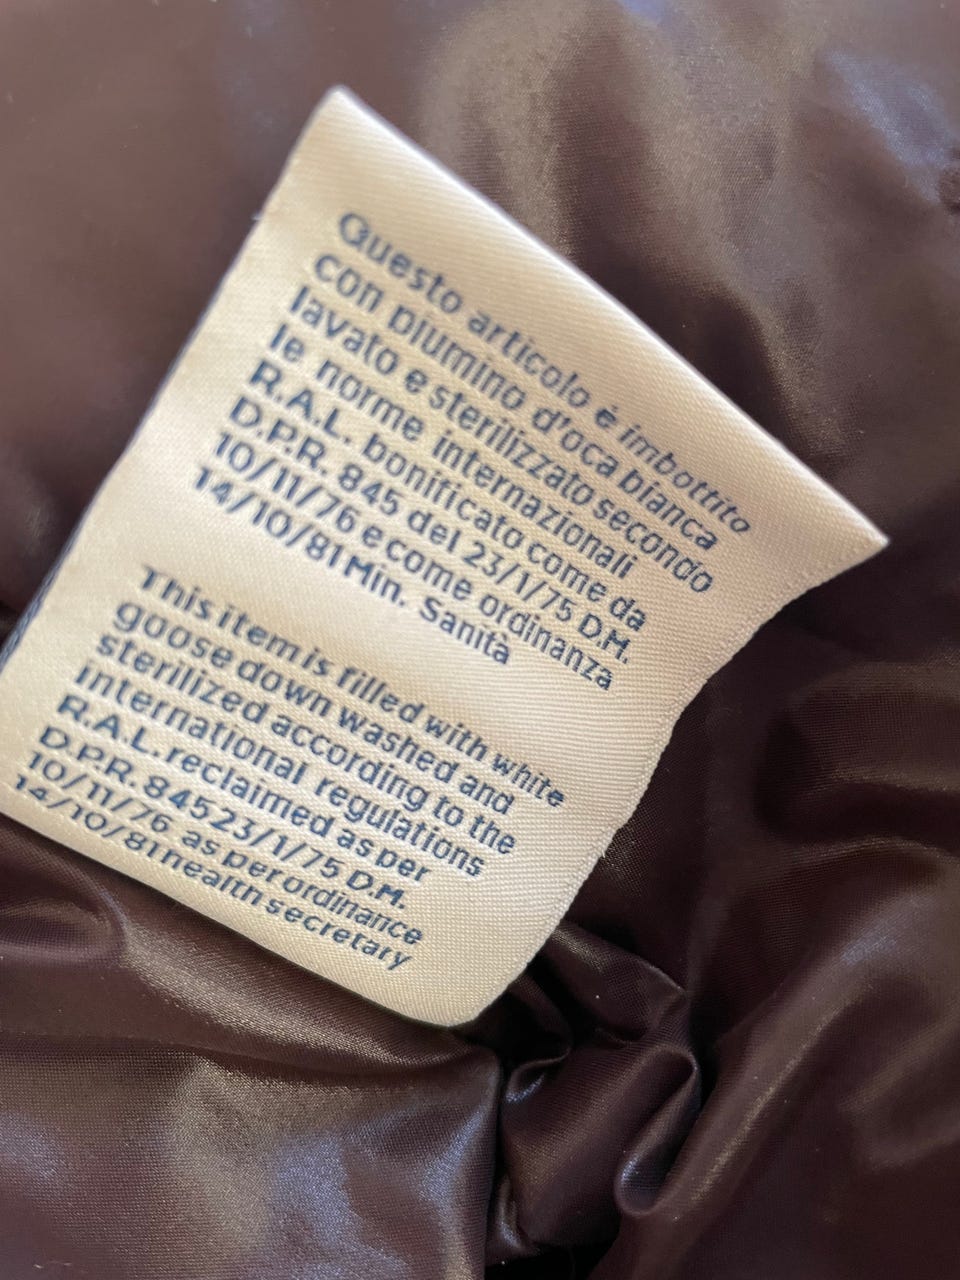 Questo articolo è imbottito
con piumino d'oca bianca
lavato e sterilizzato secondo
le norme internazionali
R.A.L. bonificato come da
D.P.R. 845 del 23/1/75 D.M.
10/11/76 e come ordinanza
14/10/81 Min. Sanità
This item is filled with white
goose down washed and
sterilized according to the
international regulations
R.A.L. reclaimed as per
D.P.R. 845 23/1/75 D.M.
10/11/76 as per ordinance
14/10/81 health secretary